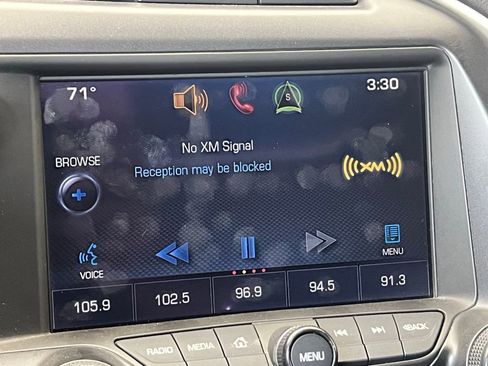 71°
S
3:30
No XM Signal
BROWSE
Reception may be blocked
((((XM))))
VOICE
MENU
105.9
102.5
96.9
94.5
91.3
RADIO
MEDIA
MENU
BACK